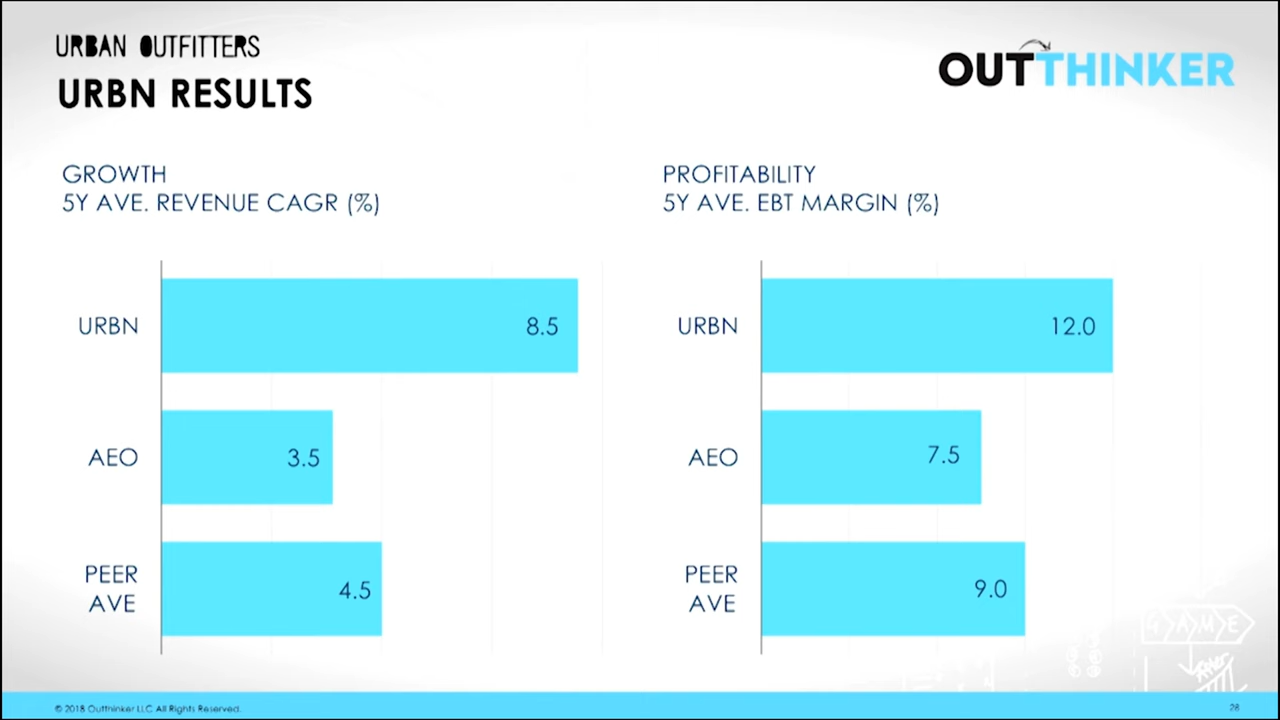 URBAN OUTFITTERS
URBN RESULTS
OUTTHINKER
GROWTH
5Y AVE. REVENUE CAGR (%)
URBN
8.5
AEO
3.5
PEER
AVE
4.5
PROFITABILITY
5Y AVE. EBT MARGIN (%)
URBN
12.0
AEO
7.5
PEER
AVE
9.0
G A M E
© 2018 Outthinker LLC All Rights Reserved.
28